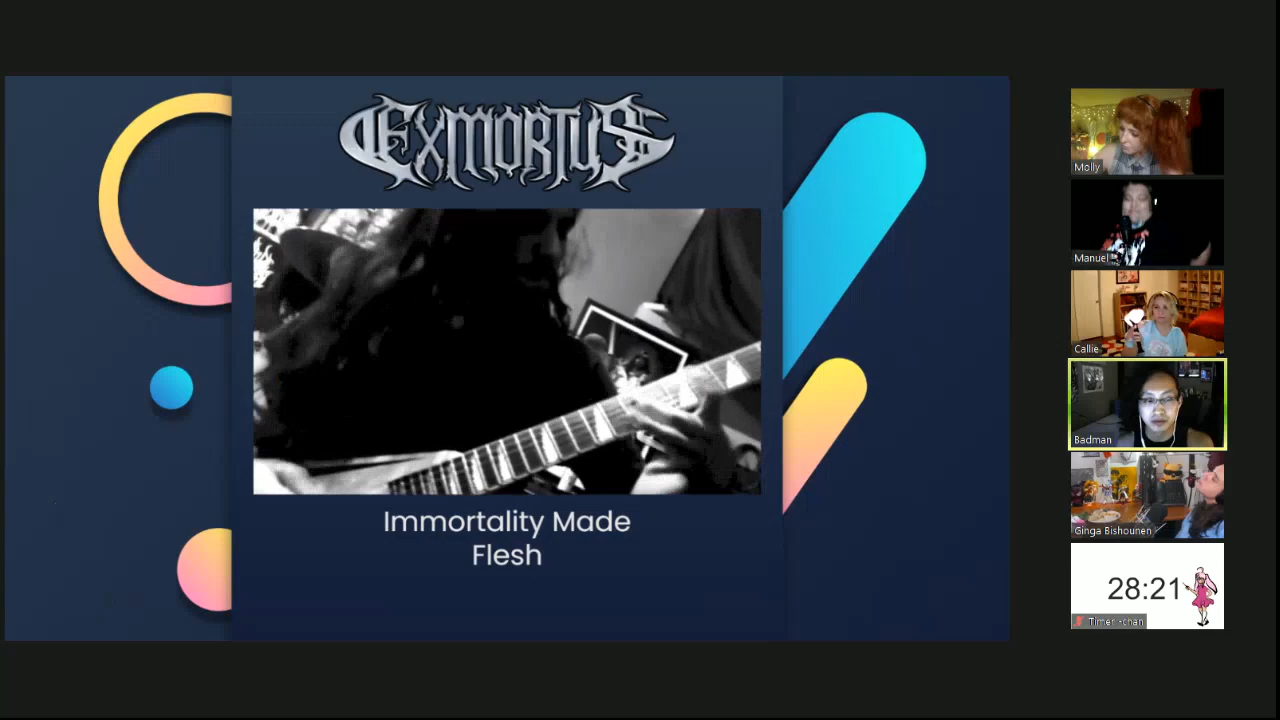 EXMORTUS
Immortality Made
Flesh
Molly
Manuel
Callie
Badman
Ginga Bishounen
28:21
Timer -chan